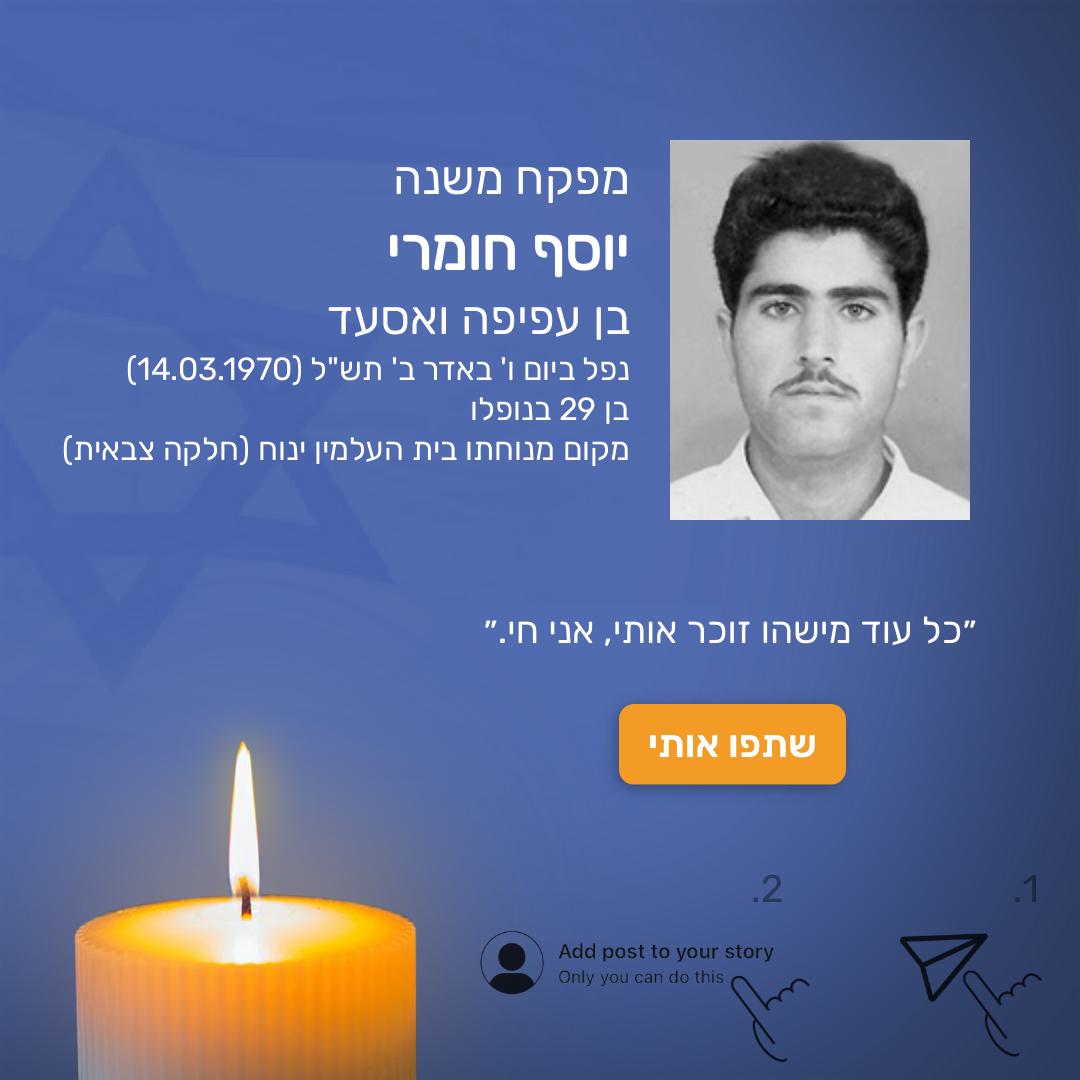 מפקח משנה
יוסף חומרי
בן עפיפה ואסעד
נפל ביום ו' באדר ב' תש"ל (14.03.1970)
בן 29 בנופלו
מקום מנוחתו בית העלמין ינוח (חלקה צבאית)
״כל עוד מישהו זוכר אותי, אני חי.״
שתפו אותי
.1
.2
Add post to your story
Only you can do this